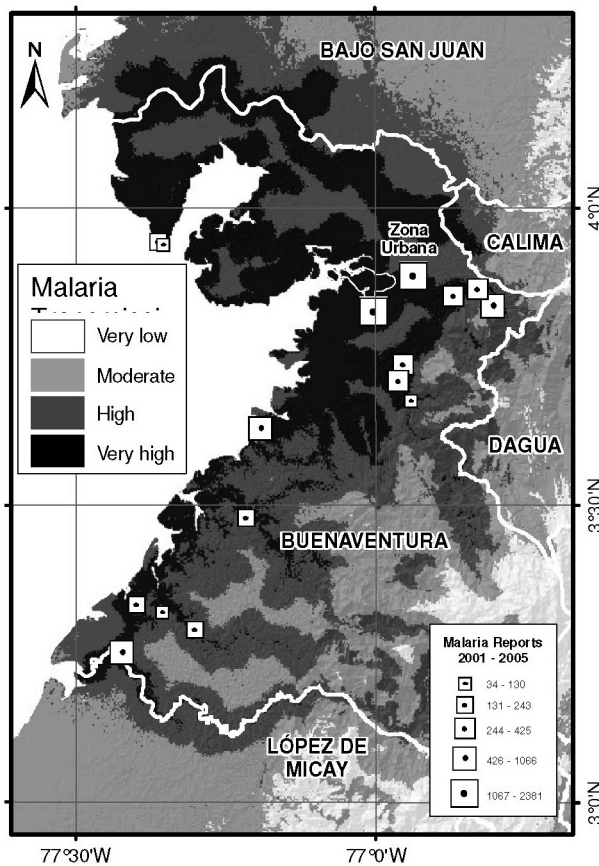 N
BAJO SAN JUAN
4°0'N
Zona
Urbana
CALIMA
Malaria
Very low
Moderate
High
Very high
DAGUA
3°30'N
BUENAVENTURA
Malaria Reports
2001 - 2005
34 - 130
131 - 243
244 - 425
426 - 1066
1067 - 2381
LÓPEZ DE
MICAY
3°0'N
77°30'W
77°0'W